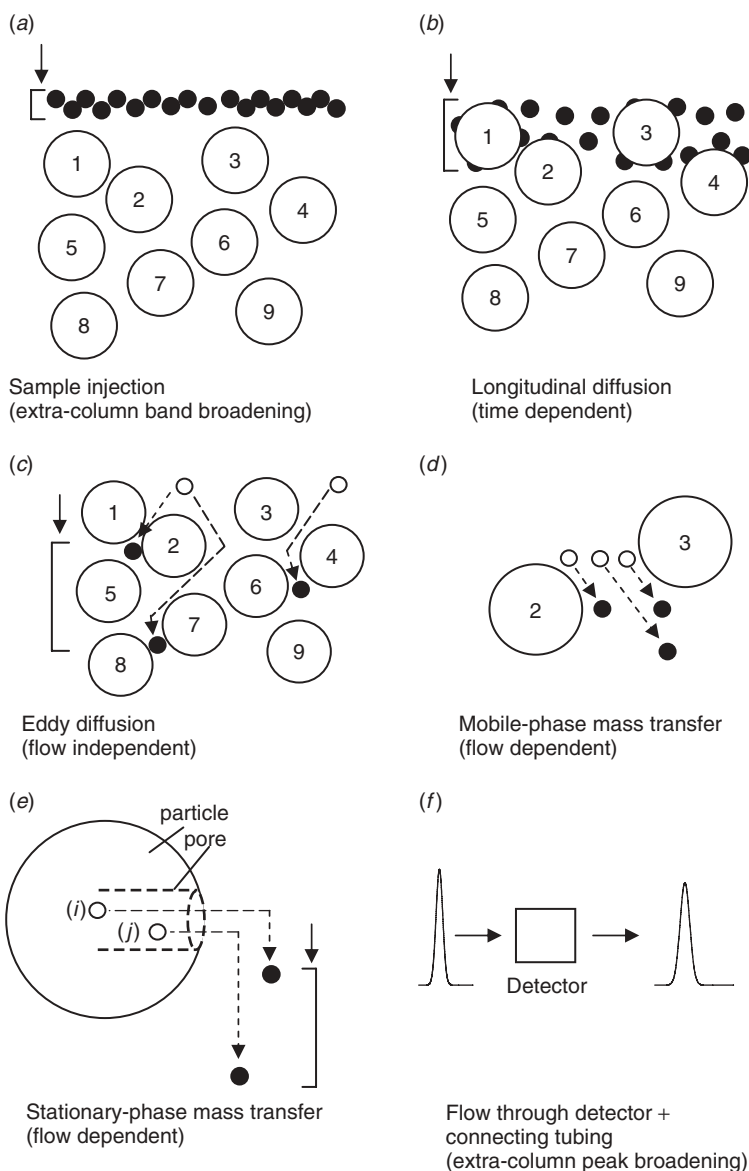 (a)
1
2
3
4
5
6
7
8
9
Sample injection
(extra-column band broadening)
(b)
1
2
3
4
5
6
7
8
9
Longitudinal diffusion
(time dependent)
(c)
1
2
3
4
5
6
7
8
9
Eddy diffusion
(flow independent)
(d)
3
2
Mobile-phase mass transfer
(flow dependent)
(e)
particle
pore
(i)
(j)
Stationary-phase mass transfer
(flow dependent)
(f)
Detector
Flow through detector +
connecting tubing
(extra-column peak broadening)